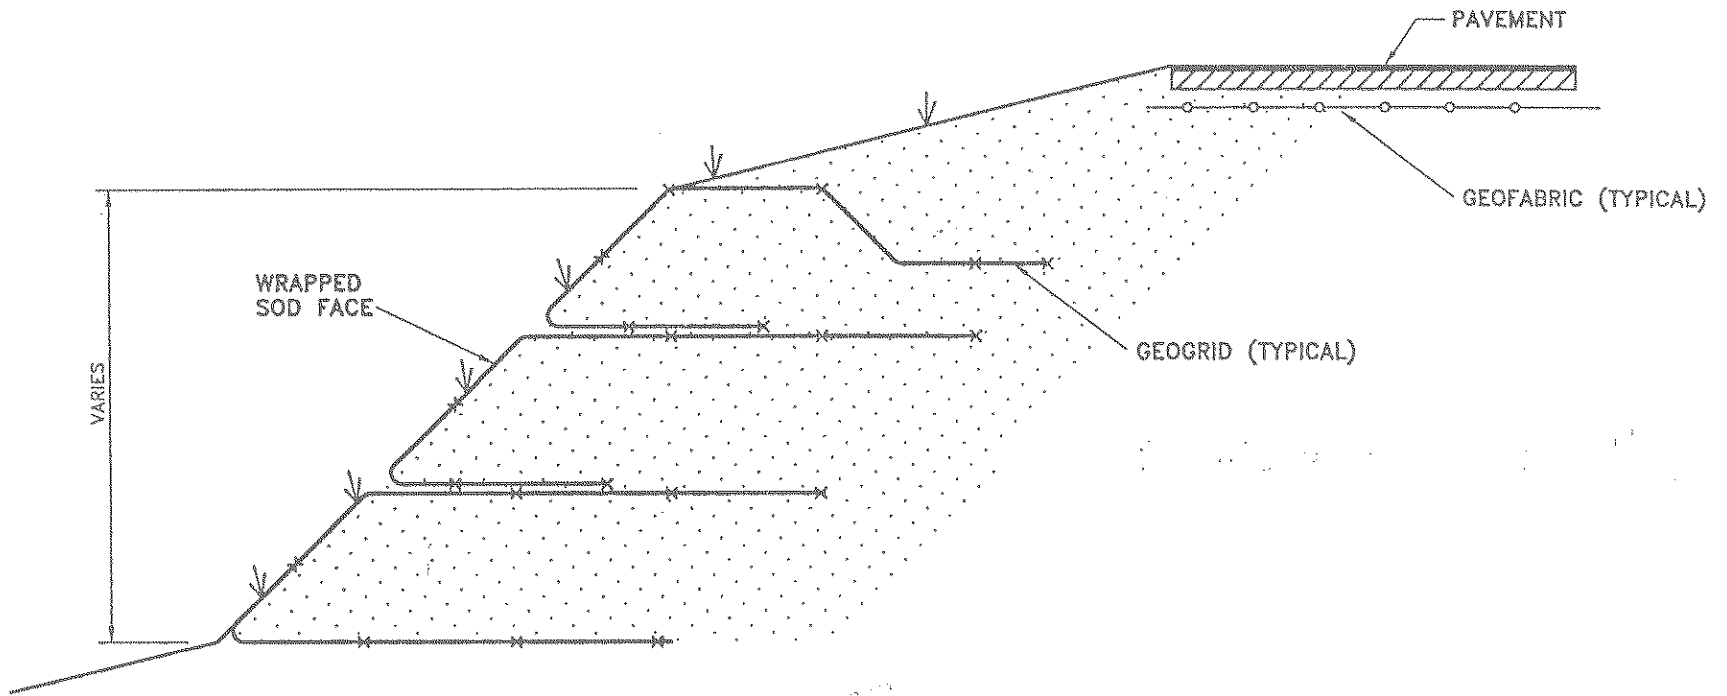 PAVEMENT
GEOFABRIC (TYPICAL)
WRAPPED
SOD FACE
GEOGRID (TYPICAL)
VARIES